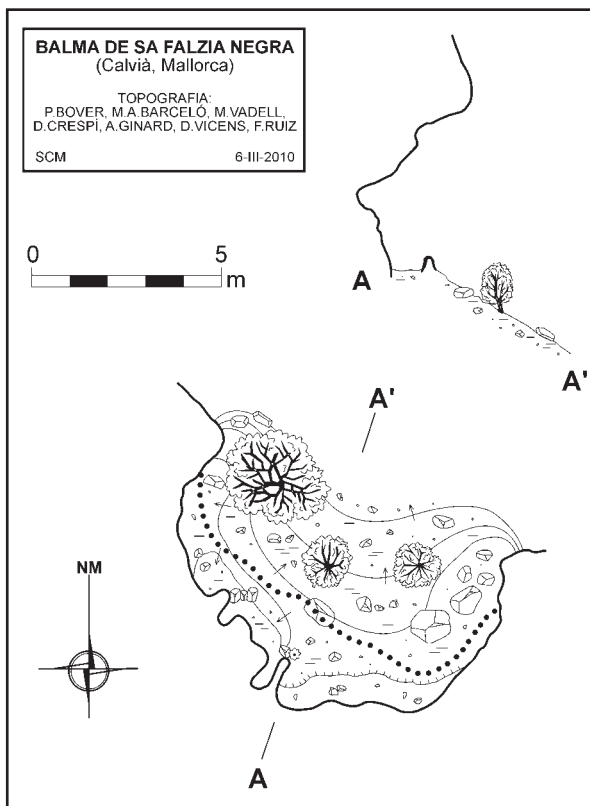 BALMA DE SA FALZIA NEGRA
(Calvià, Mallorca)
TOPOGRAFIA:
P.BOVER, M.A.BARCELÓ, M.VADELL,
D.CRESPÍ, A.GINARD, D.VICENS, F.RUIZ
SCM 6-III-2010
0 5
m
A
A'
A'
NM
A